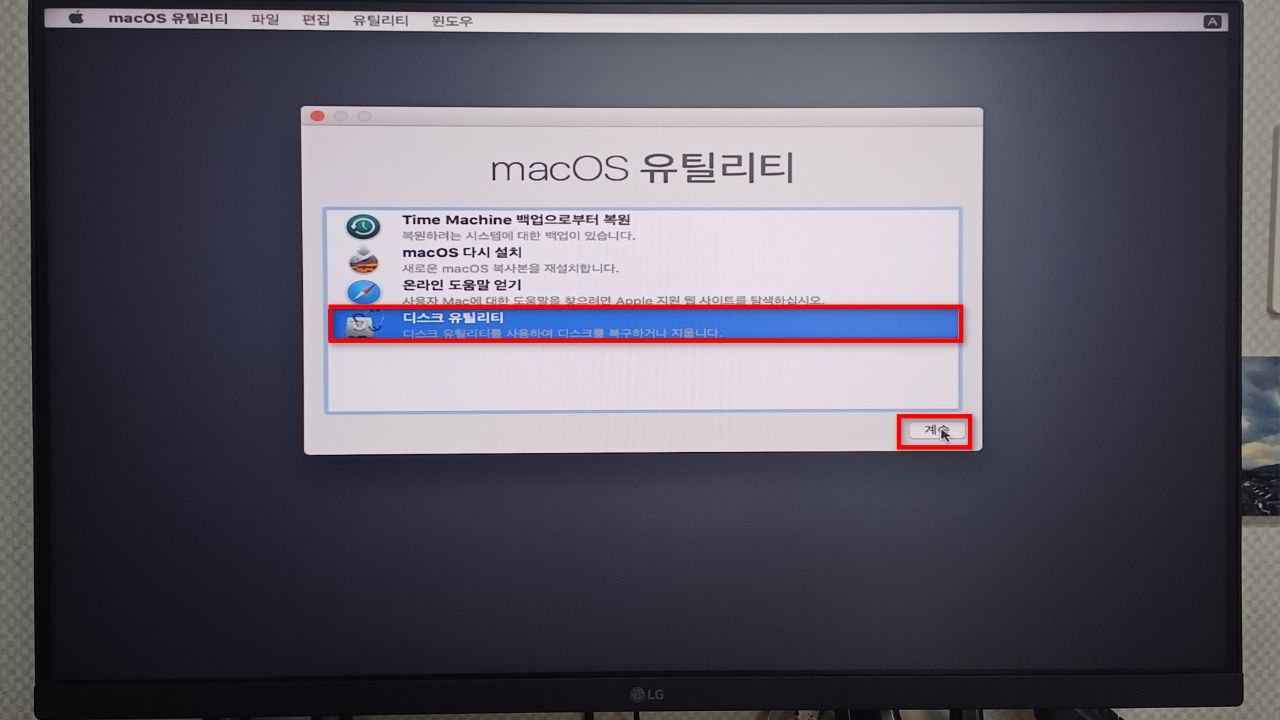 macOS 유틸리티 파일 편집 유틸리티 윈도우 A
macOS 유틸리티
Time Machine 백업으로부터 복원
복원하려는 시스템에 대한 백업이 있습니다.
macOS 다시 설치
새로운 macOS 복사본을 재설치합니다.
온라인 도움말 얻기
사용자 Mac에 대한 도움말을 찾으려면 Apple 지원 웹 사이트를 탐색하십시오.
디스크 유틸리티
디스크 유틸리티를 사용하여 디스크를 복구하거나 지웁니다.
계속
LG